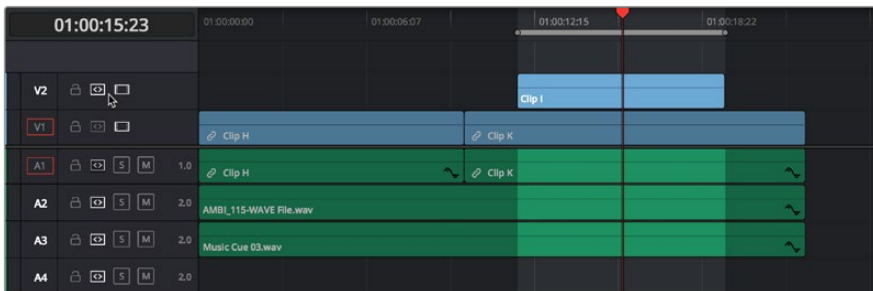 01:00:15:23 01:00:00:00 01:00:06:07 01:00:12:15 01:00:18:22
V2 Clip I
V1 Clip H Clip K
A1 S M 1.0 Clip H Clip K
A2 S M 2.0 AMBI_115-WAVE File.wav
A3 S M 2.0 Music Cue 03.wav
A4 S M 2.0